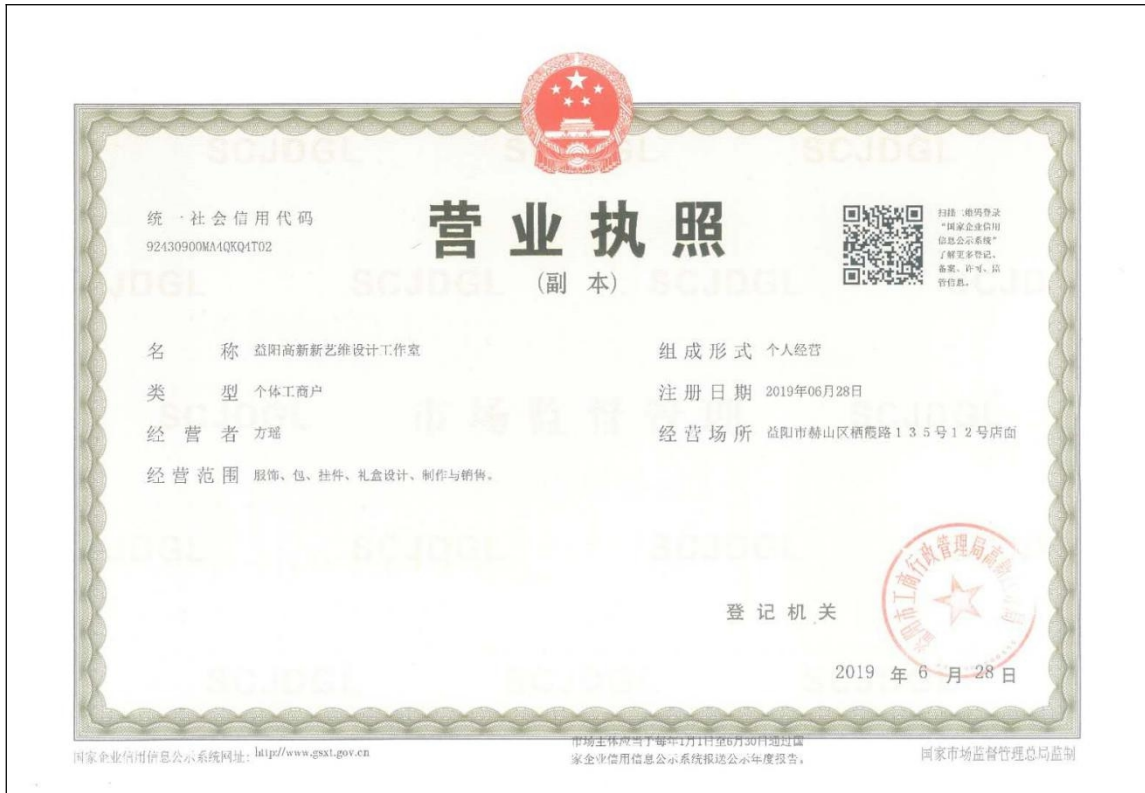 统一社会信用代码
92430900MA4QKQ4T02
营业执照
(副 本)
扫描二维码登录
“国家企业信用
信息公示系统”
了解更多登记、
备案、许可、监
管信息。
名 称 益阳高新新艺维设计工作室
组成形式 个人经营
类 型 个体工商户
注册日期 2019年06月28日
经 营 者 方瑶
经营场所 益阳市赫山区栖霞路135号12号店面
经营范围 服饰、包、挂件、礼盒设计、制作与销售。
登记机关
2019 年 6 月 28 日
国家企业信用信息公示系统网址: http://www.gsxt.gov.cn
市场主体应当于每年1月1日至6月30日通过国
家企业信用信息公示系统报送公示年度报告。
国家市场监督管理总局监制
SCJDGL
市场监督管理